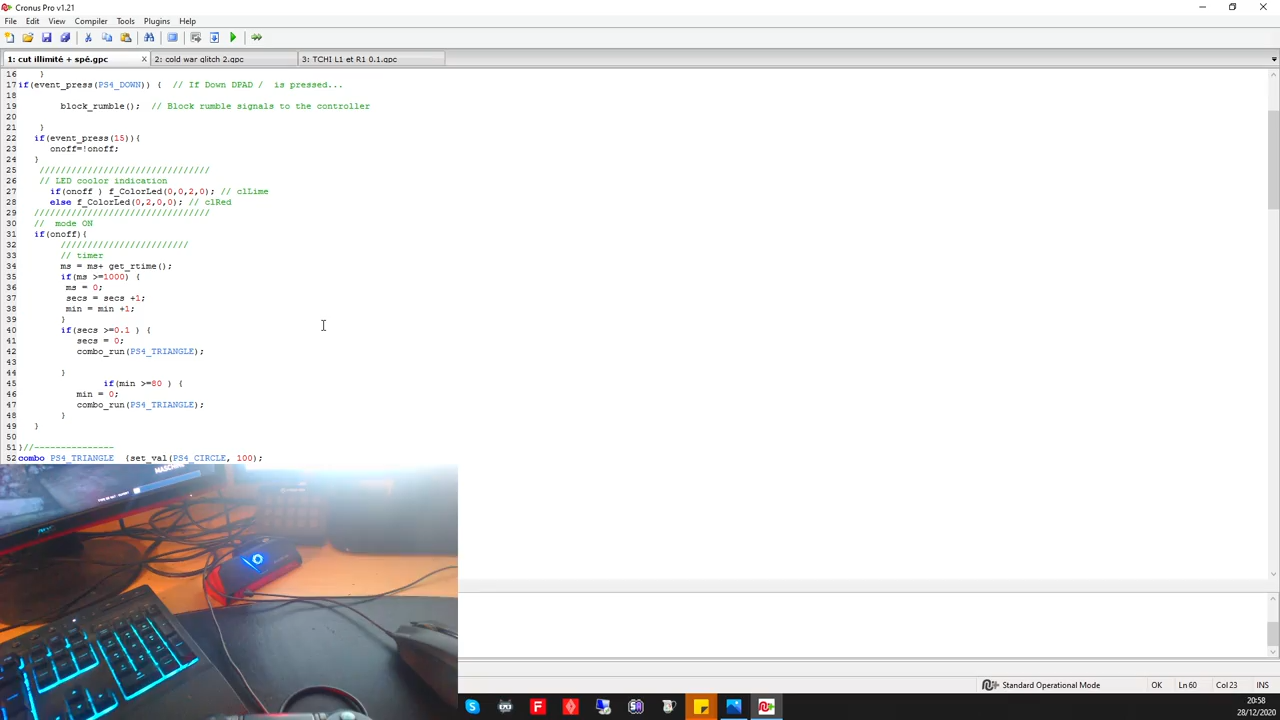 Cronus Pro v1.21
File Edit View Compiler Tools Plugins Help
1: cut illimité + spé.gpc
2: cold war glitch 2.gpc
3: TCHI L1 et R1 0.1.gpc
16 }
17 if(event_press(PS4_DOWN)) { // If Down DPAD / is pressed...
18
19 block_rumble(); // Block rumble signals to the controller
20
21 }
22 if(event_press(15)){
23 onoff=!onoff;
24 }
25 ////////////////////////////////
26 // LED coolor indication
27 if(onoff ) f_ColorLed(0,0,2,0); // clLime
28 else f_ColorLed(0,2,0,0); // clRed
29 /////////////////////////////////
30 // mode ON
31 if(onoff){
32 ////////////////////////
33 // timer
34 ms = ms+ get_rtime();
35 if(ms >=1000) {
36 ms = 0;
37 secs = secs +1;
38 min = min +1;
39 }
40 if(secs >=0.1 ) {
41 secs = 0;
42 combo_run(PS4_TRIANGLE);
43
44 }
45 if(min >=80 ) {
46 min = 0;
47 combo_run(PS4_TRIANGLE);
48 }
49 }
50
51 }//---------------
52 combo PS4_TRIANGLE {set_val(PS4_CIRCLE, 100);
Standard Operational Mode OK Ln60 Col23 INS
20:58
28/12/2020